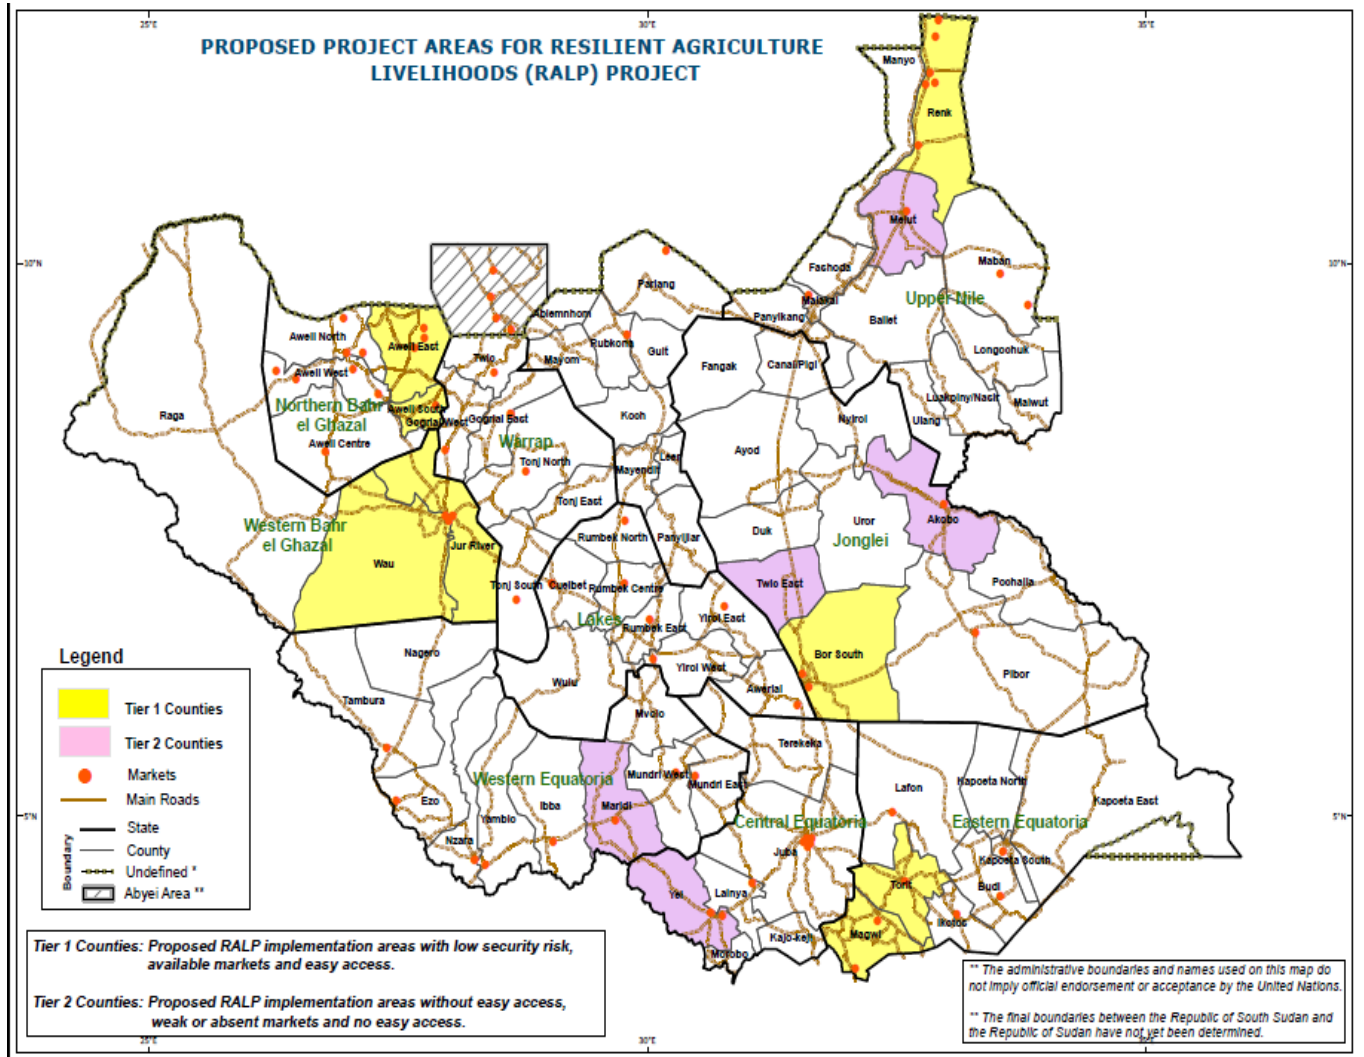 25°E 30°E 35°E
PROPOSED PROJECT AREAS FOR RESILIENT AGRICULTURE
LIVELIHOODS (RALP) PROJECT
Manyo
Renk
Melut
10°N
10°N
Fashoda
Maban
Malakal
Upper Nile
Panyikang
Ballet
Longochuk
Luakpiny/Nasir
Maiwut
Ulang
Pariang
Abiemnhom
Rubkona
Guit
Mayom
Koch
Leer
Mayendit
Panyijiar
Fangak
Canal/Pigi
Nyirol
Ayod
Duk
Uror
Akobo
Jonglei
Pochalla
Twic East
Bor South
Pibor
Raga
Aweil North
Aweil East
Aweil West
Northern Bahr
el Ghazal
Aweil South
Aweil Centre
Twic
Gogrial West
Gogrial East
Warrap
Tonj North
Tonj East
Tonj South
Western Bahr
el Ghazal
Wau
Jur River
Rumbek North
Cueibet
Rumbek Centre
Lakes
Rumbek East
Yirol East
Yirol West
Awerial
Wulu
Nagero
Tambura
Mvolo
Western Equatoria
Mundri West
Mundri East
Maridi
Ibba
Ezo
Yambio
Nzara
Terekeka
Central Equatoria
Juba
Yei
Lainya
Morobo
Kajo-keji
Lafon
Kapoeta North
Kapoeta East
Eastern Equatoria
Kapoeta South
Torit
Budi
Ikotos
Magwi
5°N
5°N
Legend
Tier 1 Counties
Tier 2 Counties
Markets
Main Roads
Boundary
State
County
Undefined *
Abyei Area **
Tier 1 Counties: Proposed RALP implementation areas with low security risk,
available markets and easy access.
Tier 2 Counties: Proposed RALP implementation areas without easy access,
weak or absent markets and no easy access.
** The administrative boundaries and names used on this map do
not imply official endorsement or acceptance by the United Nations.
** The final boundaries between the Republic of South Sudan and
the Republic of Sudan have not yet been determined.
25°E 30°E 35°E